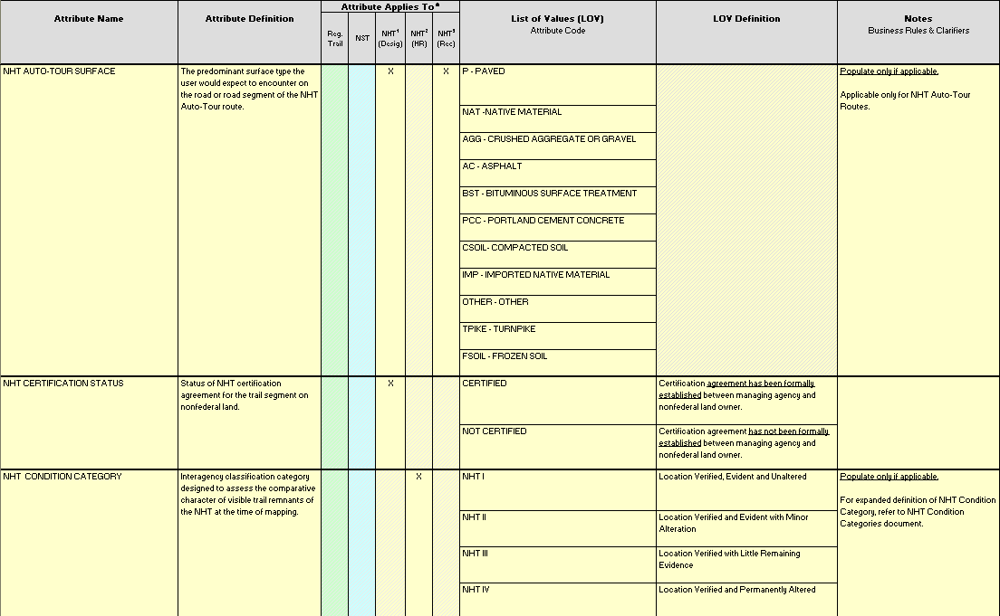 Attribute Name
Attribute Definition
Attribute Applies To*
Reg.
Trail
NST
NHT¹
(Desig)
NHT²
(HR)
NHT³
(Rec)
List of Values (LOV)
Attribute Code
LOV Definition
Notes
Business Rules & Clarifiers
NHT AUTO-TOUR SURFACE
The predominant surface type the
user would expect to encounter on
the road or road segment of the NHT
Auto-Tour route.
X
X
P - PAVED
NAT -NATIVE MATERIAL
AGG - CRUSHED AGGREGATE OR GRAVEL
AC - ASPHALT
BST - BITUMINOUS SURFACE TREATMENT
PCC - PORTLAND CEMENT CONCRETE
CSOIL- COMPACTED SOIL
IMP - IMPORTED NATIVE MATERIAL
OTHER - OTHER
TPIKE - TURNPIKE
FSOIL - FROZEN SOIL
Populate only if applicable.
Applicable only for NHT Auto-Tour
Routes.
NHT CERTIFICATION STATUS
Status of NHT certification
agreement for the trail segment on
nonfederal land.
X
CERTIFIED
Certification agreement has been formally
established between managing agency and
nonfederal land owner.
NOT CERTIFIED
Certification agreement has not been formally
established between managing agency and
nonfederal land owner.
NHT CONDITION CATEGORY
Interagency classification category
designed to assess the comparative
character of visible trail remnants of
the NHT at the time of mapping.
X
NHT I
Location Verified, Evident and Unaltered
NHT II
Location Verified and Evident with Minor
Alteration
NHT III
Location Verified with Little Remaining
Evidence
NHT IV
Location Verified and Permanently Altered
Populate only if applicable.
For expanded definition of NHT Condition
Category, refer to NHT Condition
Categories document.